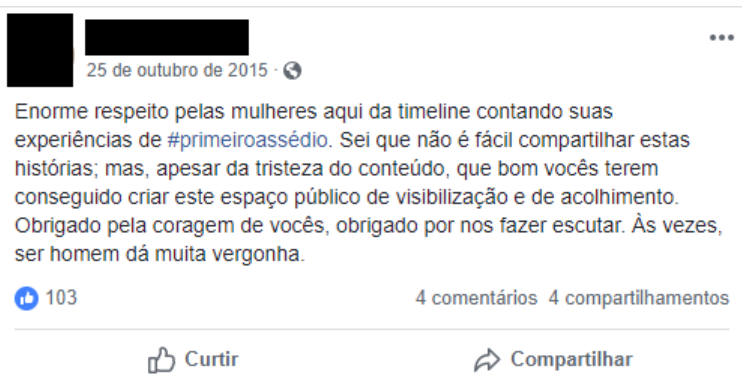 25 de outubro de 2015 ·
Enorme respeito pelas mulheres aqui da timeline contando suas
experiências de #primeiroassédio. Sei que não é fácil compartilhar estas
histórias; mas, apesar da tristeza do conteúdo, que bom vocês terem
conseguido criar este espaço público de visibilização e de acolhimento.
Obrigado pela coragem de vocês, obrigado por nos fazer escutar. Às vezes,
ser homem dá muita vergonha.
103 4 comentários 4 compartilhamentos
Curtir Compartilhar